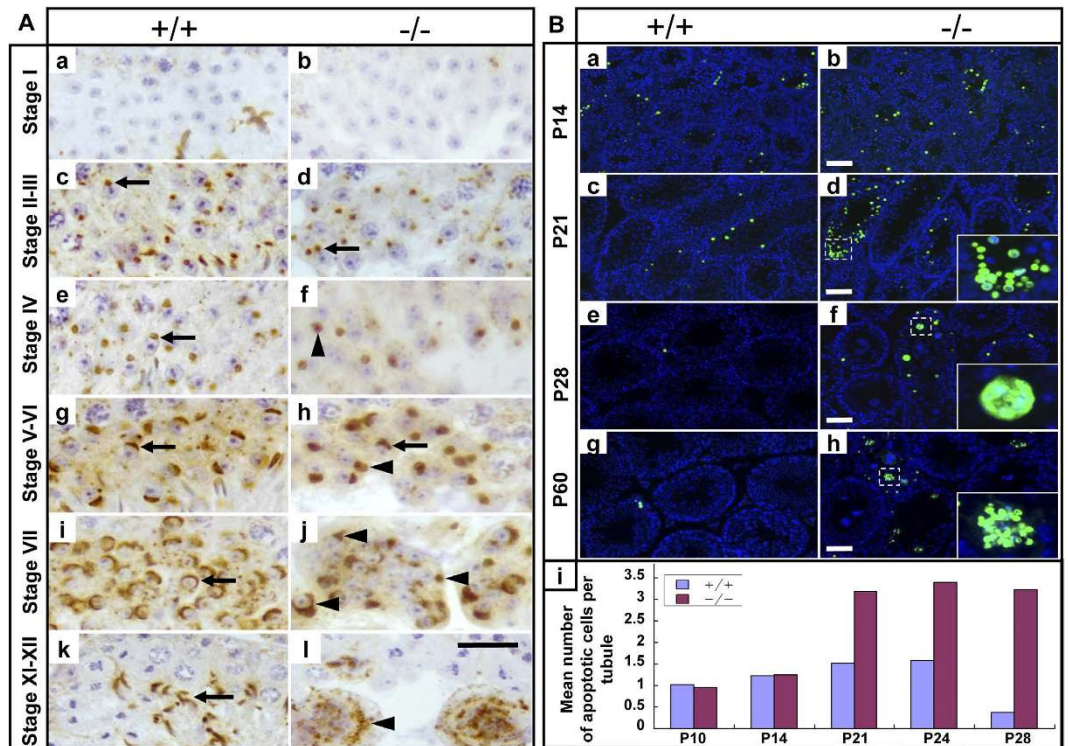 A +/+ -/-
Stage I
a b
Stage II-III
c d
Stage IV
e f
Stage V-VI
g h
Stage VII
i j
Stage XI-XII
k l
B +/+ -/-
P14
a b
P21
c d
P28
e f
P60
g h
i
Mean number
of apoptotic cells per
tubule
3.5
3
2.5
2
1.5
1
0.5
0
+/+
-/-
P10 P14 P21 P24 P28